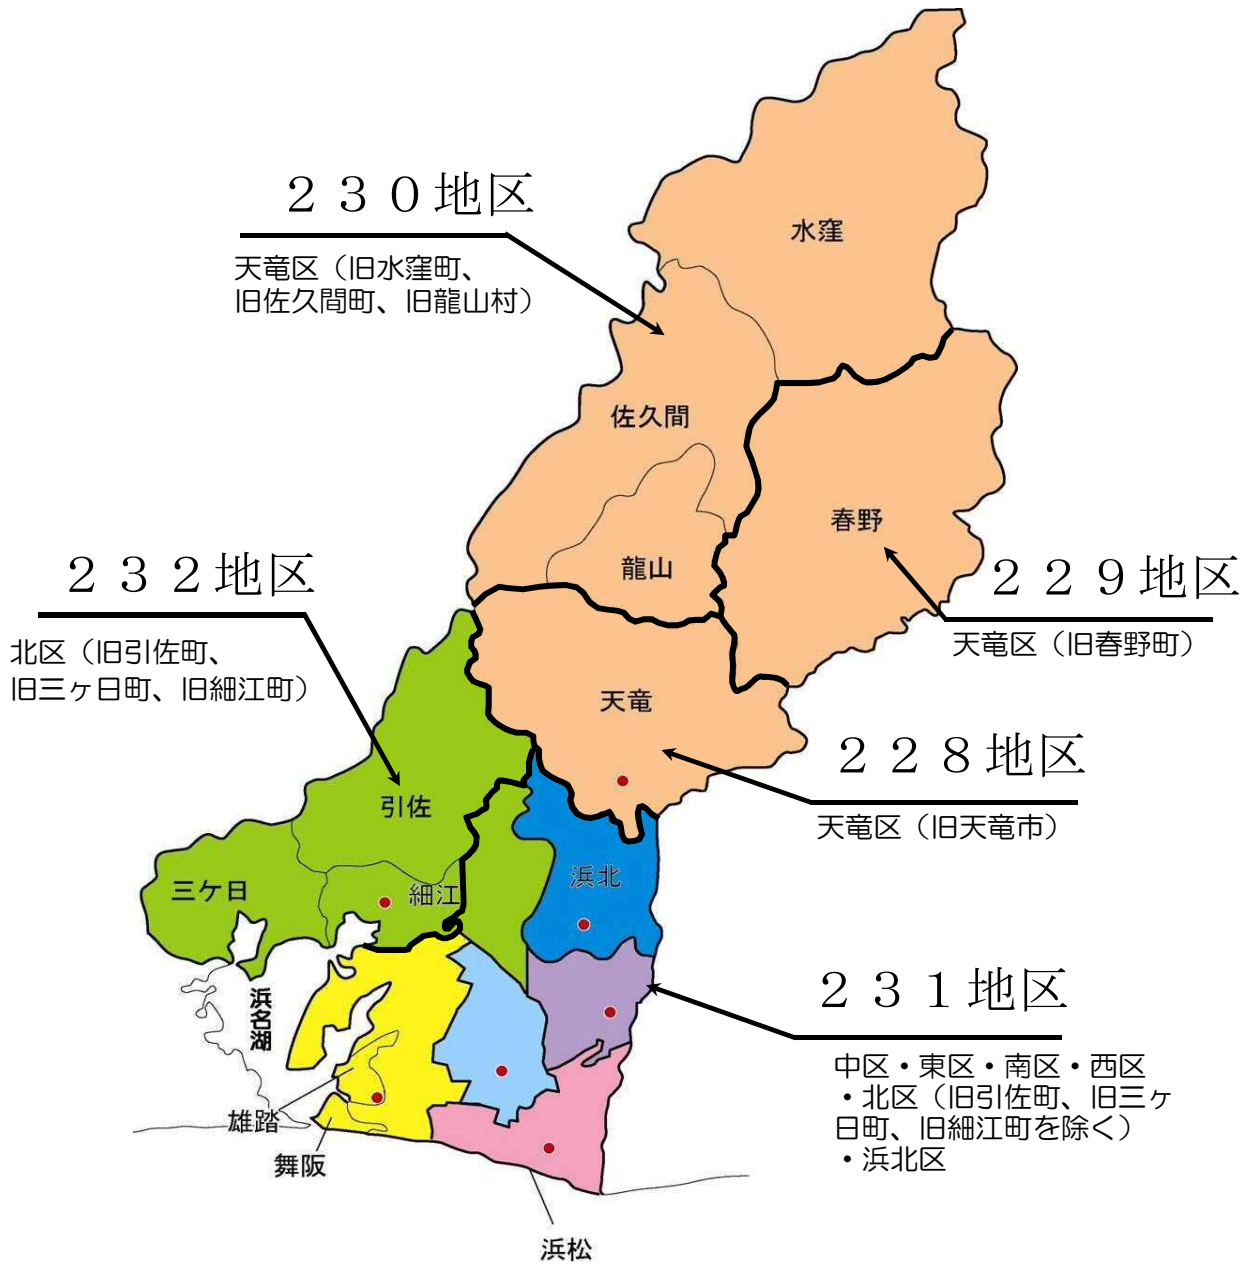 ２３０地区
天竜区（旧水窪町、
旧佐久間町、旧龍山村）
水窪
佐久間
龍山
春野
２２９地区
天竜区（旧春野町）
２３２地区
北区（旧引佐町、
旧三ヶ日町、旧細江町）
天竜
２２８地区
天竜区（旧天竜市）
引佐
三ケ日
細江
浜北
浜名湖
２３１地区
中区・東区・南区・西区
・北区（旧引佐町、旧三ヶ
日町、旧細江町を除く）
・浜北区
雄踏
舞阪
浜松